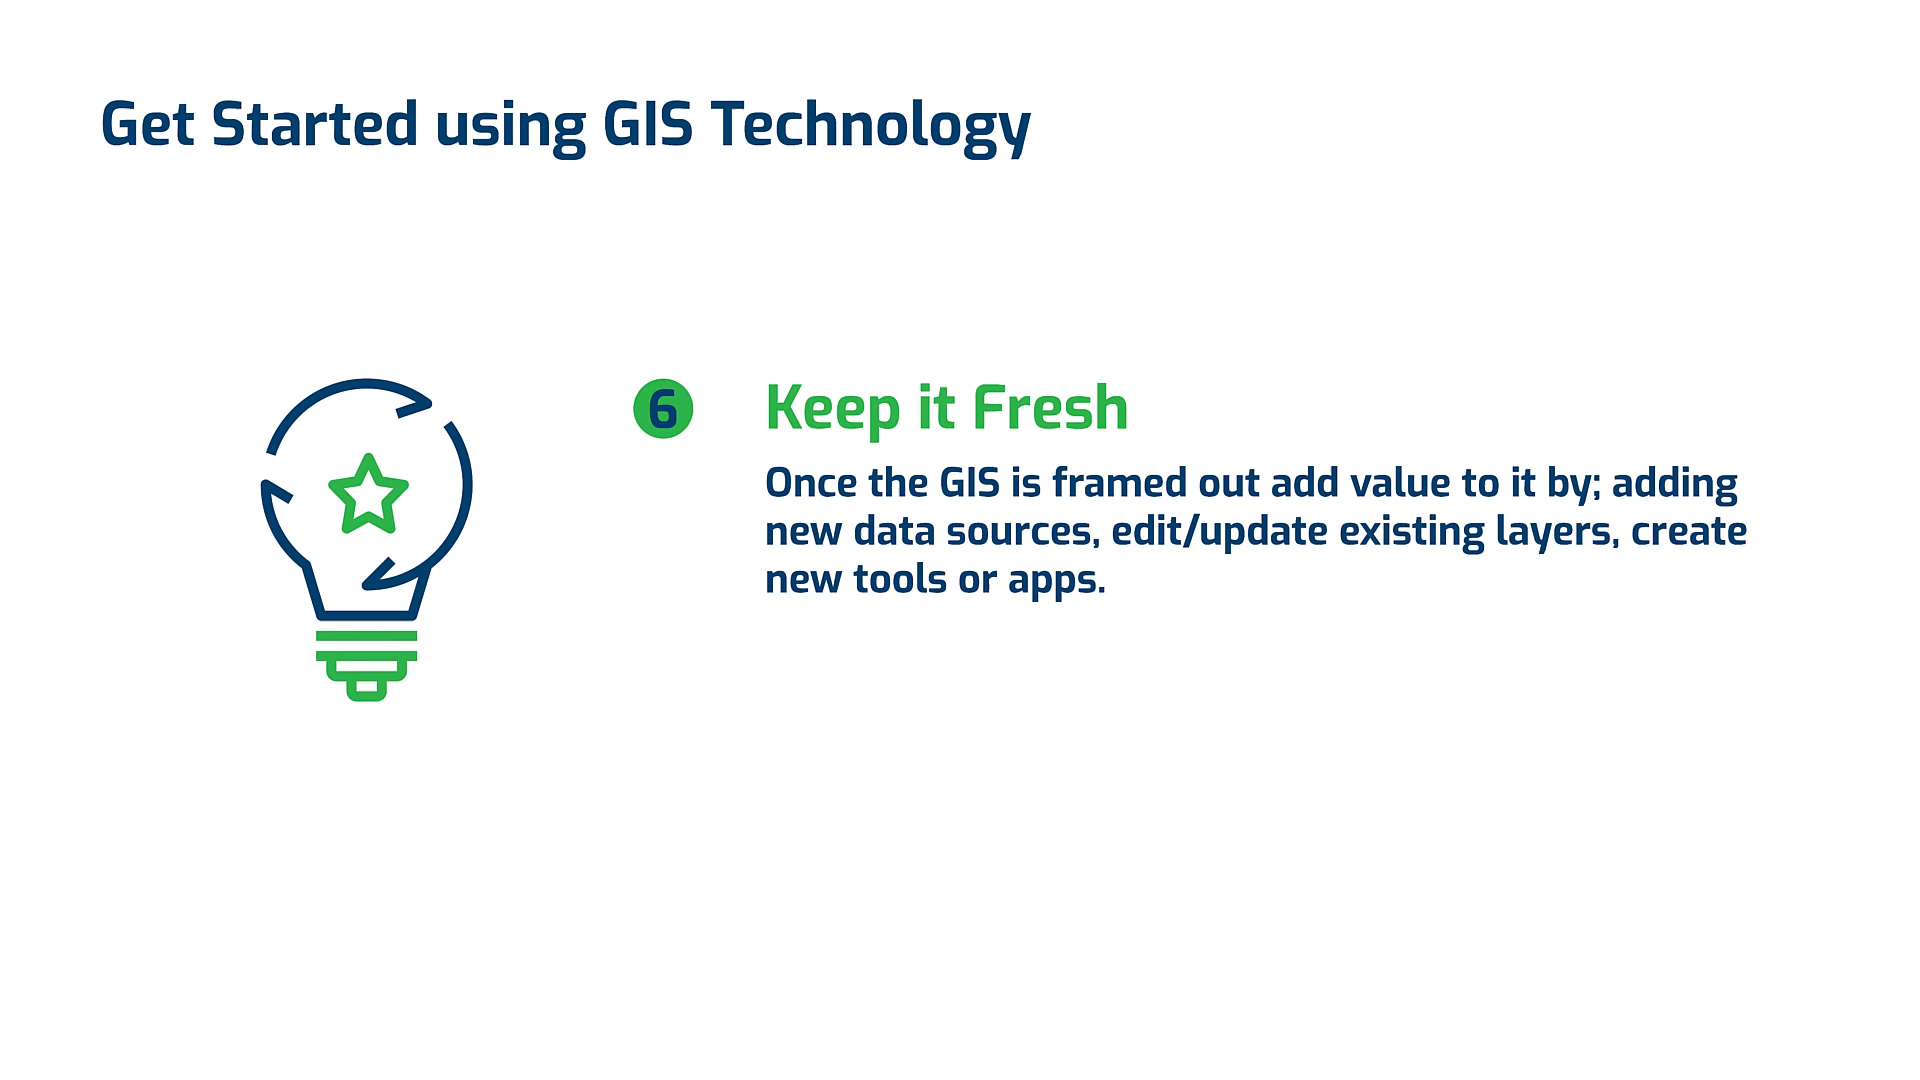 Get Started using GIS Technology
6
Keep it Fresh
Once the GIS is framed out add value to it by; adding
new data sources, edit/update existing layers, create
new tools or apps.